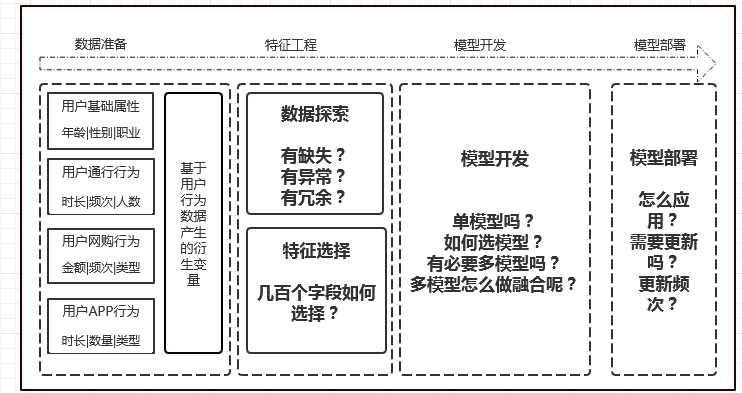 数据准备
特征工程
模型开发
模型部署
用户基础属性
年龄|性别|职业
用户通行行为
时长|频次|人数
用户网购行为
金额|频次|类型
用户APP行为
时长|数量|类型
基于
用户
行为
数据
产生
的衍
生变
量
数据探索
有缺失？
有异常？
有冗余？
特征选择
几百个字段如何
选择？
模型开发
单模型吗？
如何选模型？
有必要多模型吗？
多模型怎么做融合呢？
模型部署
怎么应
用？
需要更新
吗？
更新频
次？